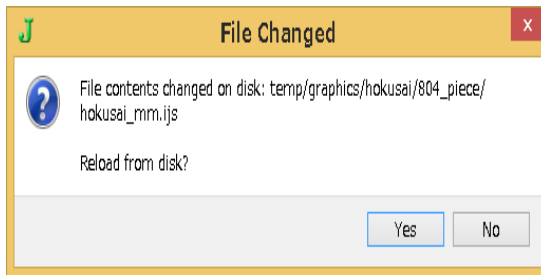 File Changed
x
File contents changed on disk: temp/graphics/hokusai/804_piece/
hokusai_mm.ijs
Reload from disk?
Yes No